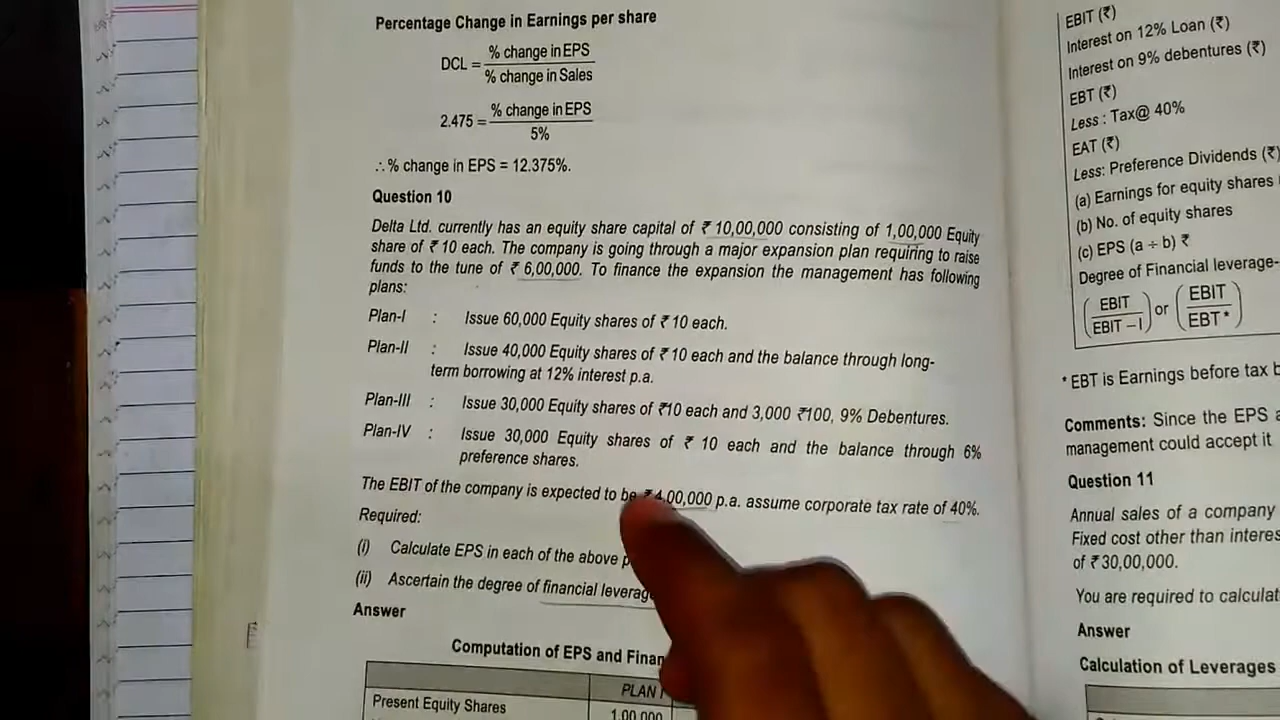 Percentage Change in Earnings per share
DCL = % change in EPS / % change in Sales
2.475 = % change in EPS / 5%
∴ % change in EPS = 12.375%.
Question 10
Delta Ltd. currently has an equity share capital of ₹ 10,00,000 consisting of 1,00,000 Equity
share of ₹ 10 each. The company is going through a major expansion plan requiring to raise
funds to the tune of ₹ 6,00,000. To finance the expansion the management has following
plans:
Plan-I : Issue 60,000 Equity shares of ₹ 10 each.
Plan-II : Issue 40,000 Equity shares of ₹ 10 each and the balance through long-
term borrowing at 12% interest p.a.
Plan-III : Issue 30,000 Equity shares of ₹10 each and 3,000 ₹100, 9% Debentures.
Plan-IV : Issue 30,000 Equity shares of ₹ 10 each and the balance through 6%
preference shares.
The EBIT of the company is expected to be ₹ 4,00,000 p.a. assume corporate tax rate of 40%.
Required:
(i) Calculate EPS in each of the above
(ii) Ascertain the degree of financial
Answer
Computation of EPS and
PLAN I
Present Equity Shares 1,00,000
EBIT (₹)
Interest on 12% Loan (₹)
Interest on 9% debentures (₹)
EBT (₹)
Less : Tax@ 40%
EAT (₹)
Less: Preference Dividends (₹)
(a) Earnings for equity shares
(b) No. of equity shares
(c) EPS (a ÷ b) ₹
Degree of Financial leverage-
(EBIT / EBIT – I) or (EBIT / EBT*)
* EBT is Earnings before tax
Comments: Since the EPS
management could accept it
Question 11
Annual sales of a company
Fixed cost other than
of ₹ 30,00,000.
You are required to
Answer
Calculation of Leverages